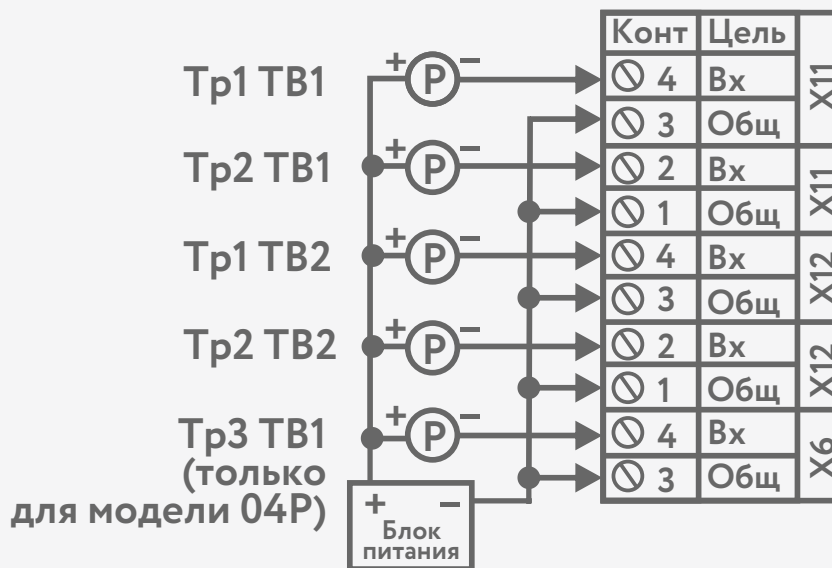 Конт Цепь X11
Тр1 ТВ1 + P – 4 Вх
3 Общ
Тр2 ТВ1 + P – 2 Вх X11
1 Общ
Тр1 ТВ2 + P – 4 Вх X12
3 Общ
Тр2 ТВ2 + P – 2 Вх X12
1 Общ
Тр3 ТВ1 + P – 4 Вх X6
(только 3 Общ
для модели 04Р) + –
Блок
питания